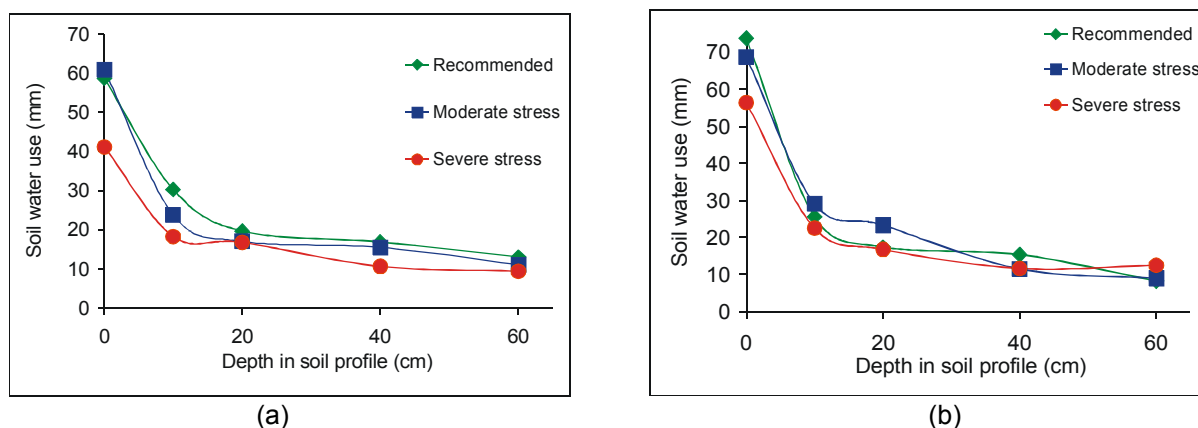 70
60
50
40
30
20
10
0
Soil water use (mm)
Recommended
Moderate stress
Severe stress
0 20 40 60
Depth in soil profile (cm)
(a)
70
60
50
40
30
20
10
0
Soil water use (mm)
Recommended
Moderate stress
Severe stress
0 20 40 60
Depth in soil profile (cm)
(b)